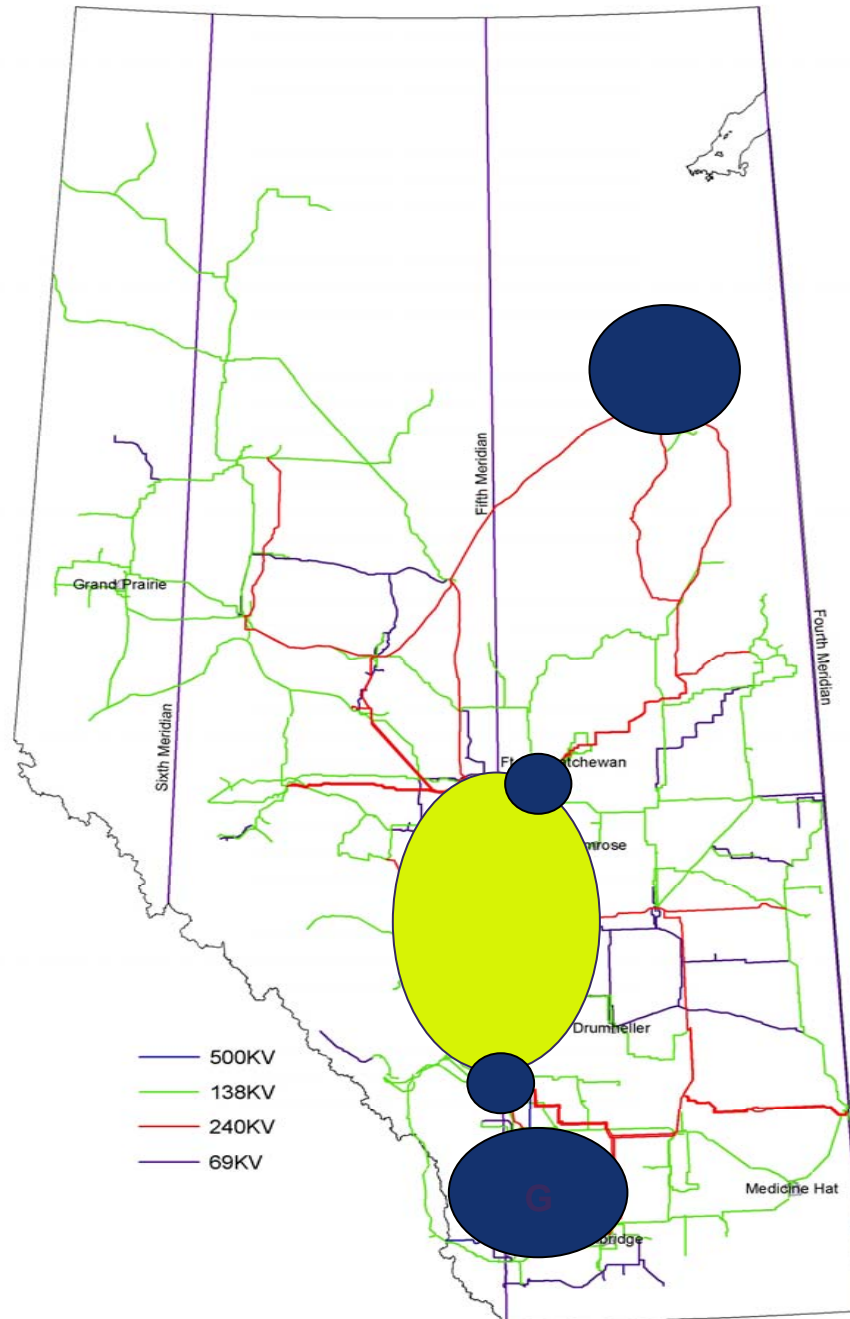 Fifth Meridian
Grand Prairie
Fourth Meridian
Sixth Meridian
Drumheller
500KV
138KV
240KV
69KV
G
Medicine Hat